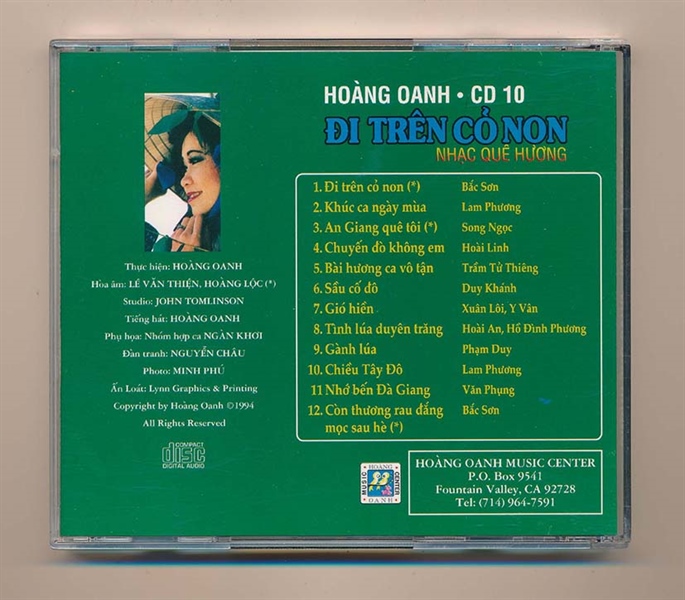 HOÀNG OANH • CD 10
ĐI TRÊN CỎ NON
NHẠC QUÊ HƯƠNG
1. Đi trên cỏ non (*) Bắc Sơn
2. Khúc ca ngày mùa Lam Phương
3. An Giang quê tôi (*) Song Ngọc
4. Chuyến đò không em Hoài Linh
5. Bài hương ca vô tận Trầm Tử Thiêng
6. Sầu cố đô Duy Khánh
7. Gió hiền Xuân Lôi, Y Vân
8. Tình lúa duyên trăng Hoài An, Hồ Đình Phương
9. Gánh lúa Phạm Duy
10. Chiều Tây Đô Lam Phương
11 Nhớ bến Đà Giang Văn Phụng
12. Còn thương rau đắng Bắc Sơn
mọc sau hè (*)
Thực hiện: HOÀNG OANH
Hòa âm: LÊ VĂN THIỆN, HOÀNG LỘC (*)
Studio: JOHN TOMLINSON
Tiếng hát: HOÀNG OANH
Phụ họa: Nhóm hợp ca NGÀN KHƠI
Đàn tranh: NGUYỄN CHÂU
Photo: MINH PHÚ
Ấn Loát: Lynn Graphics & Printing
Copyright by Hoàng Oanh ©1994
All Rights Reserved
COMPACT
disc
DIGITAL AUDIO
HOÀNG
MUSIC
CENTER
OANH
HOÀNG OANH MUSIC CENTER
P.O. Box 9541
Fountain Valley, CA 92728
Tel: (714) 964-7591